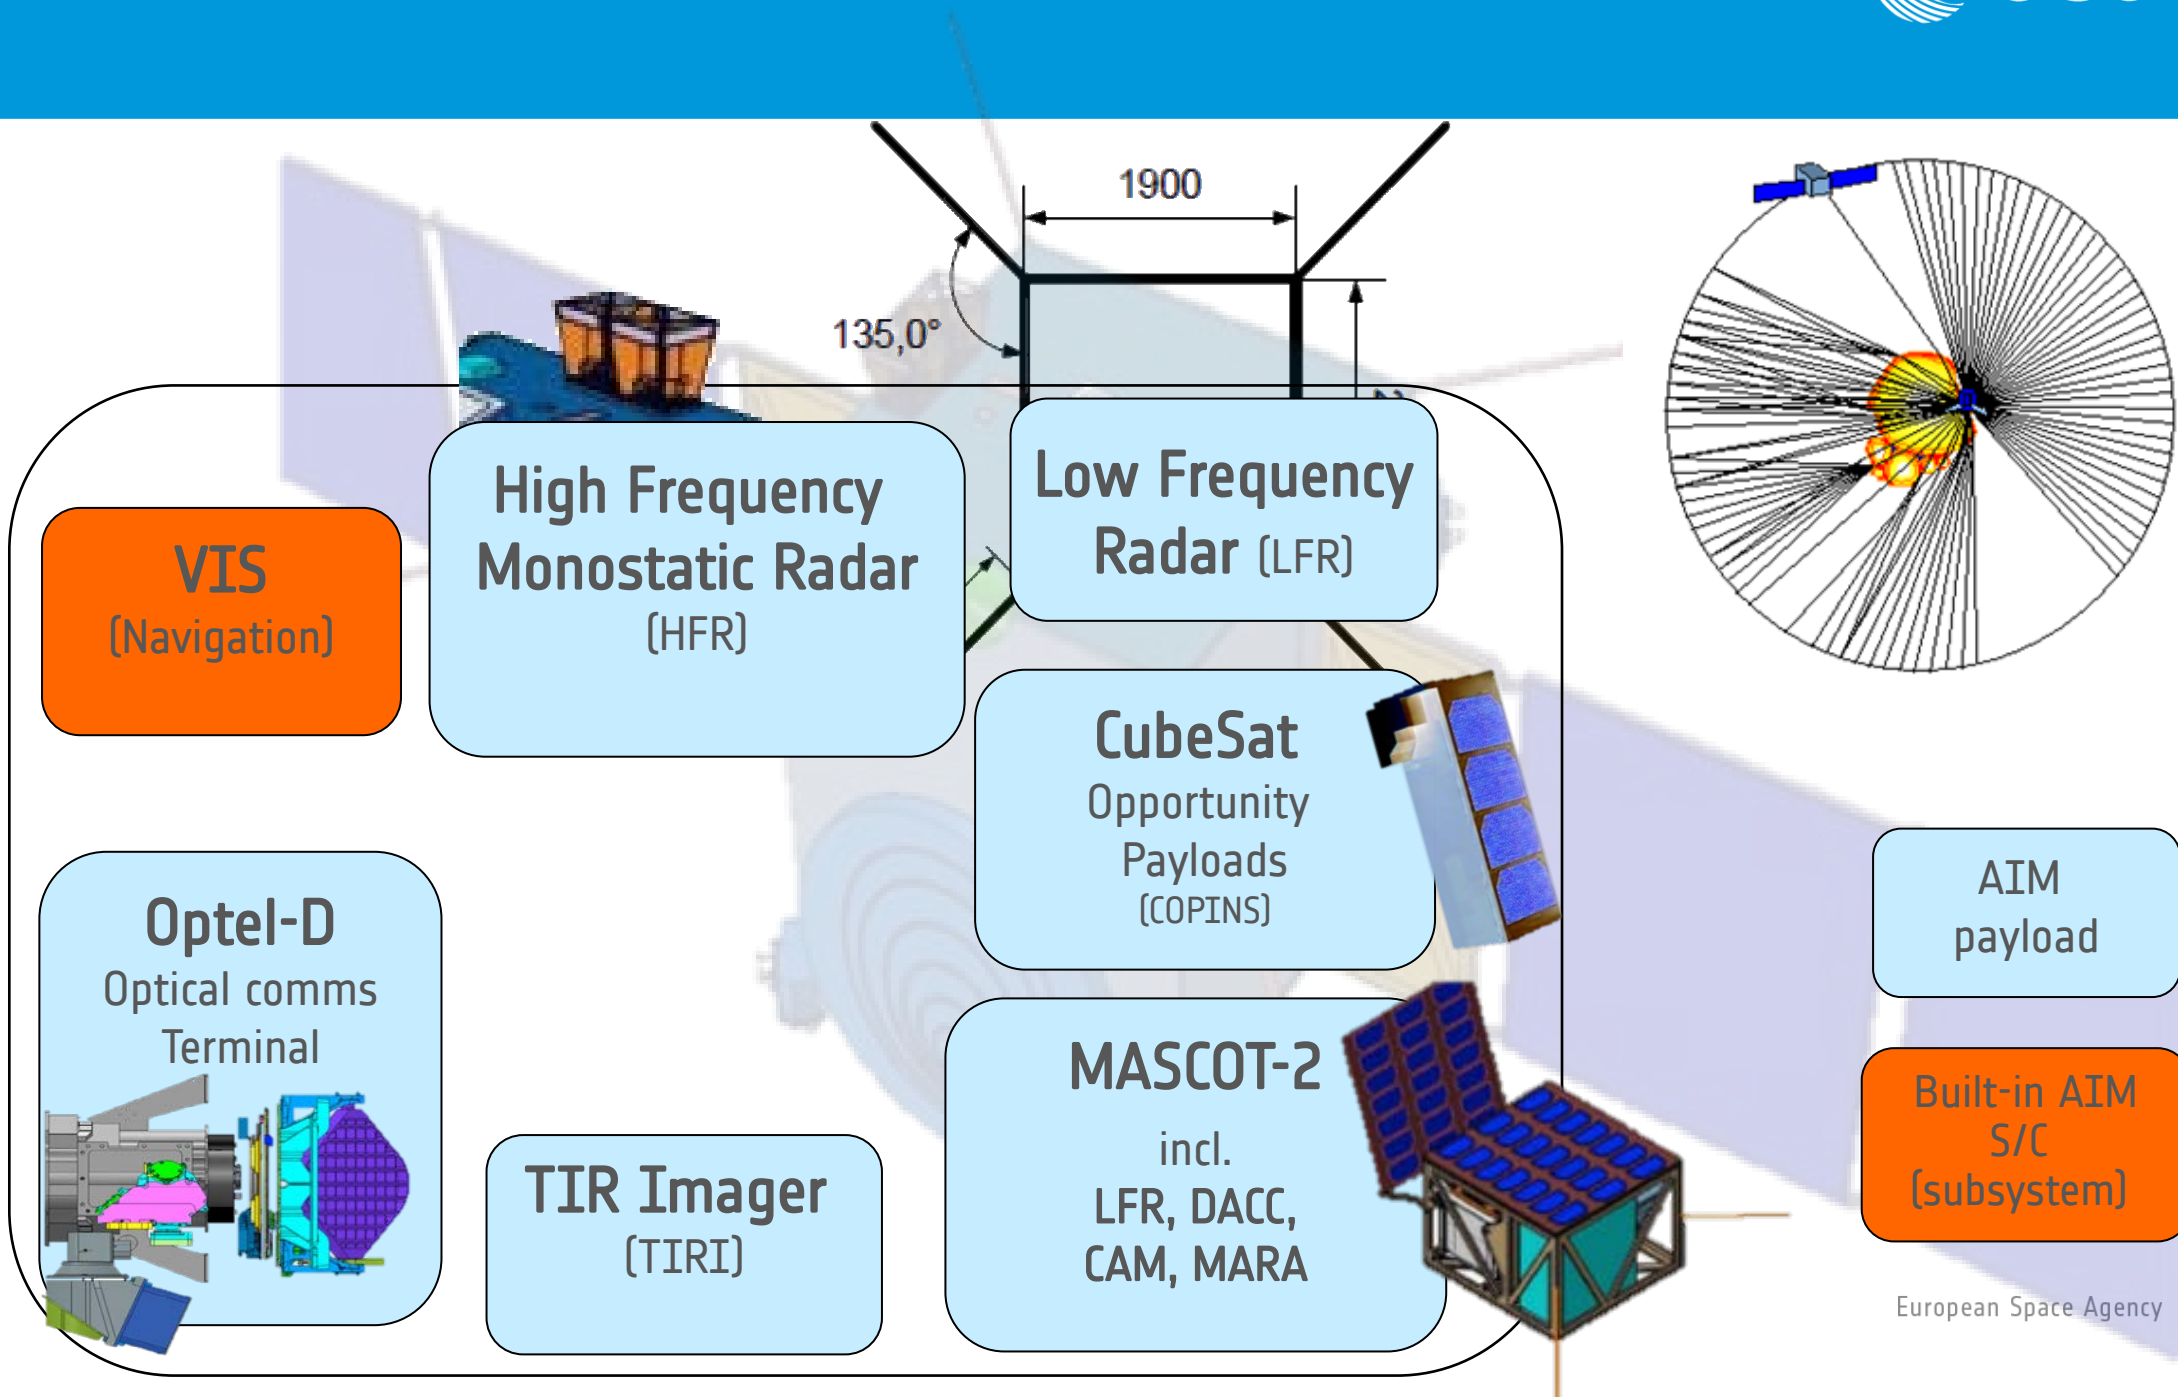 1900
135,0°
High Frequency
Monostatic Radar
(HFR)
Low Frequency
Radar (LFR)
VIS
(Navigation)
CubeSat
Opportunity
Payloads
(COPINS)
Optel-D
Optical comms
Terminal
MASCOT-2
incl.
LFR, DACC,
CAM, MARA
TIR Imager
(TIRI)
AIM
payload
Built-in AIM
S/C
(subsystem)
European Space Agency